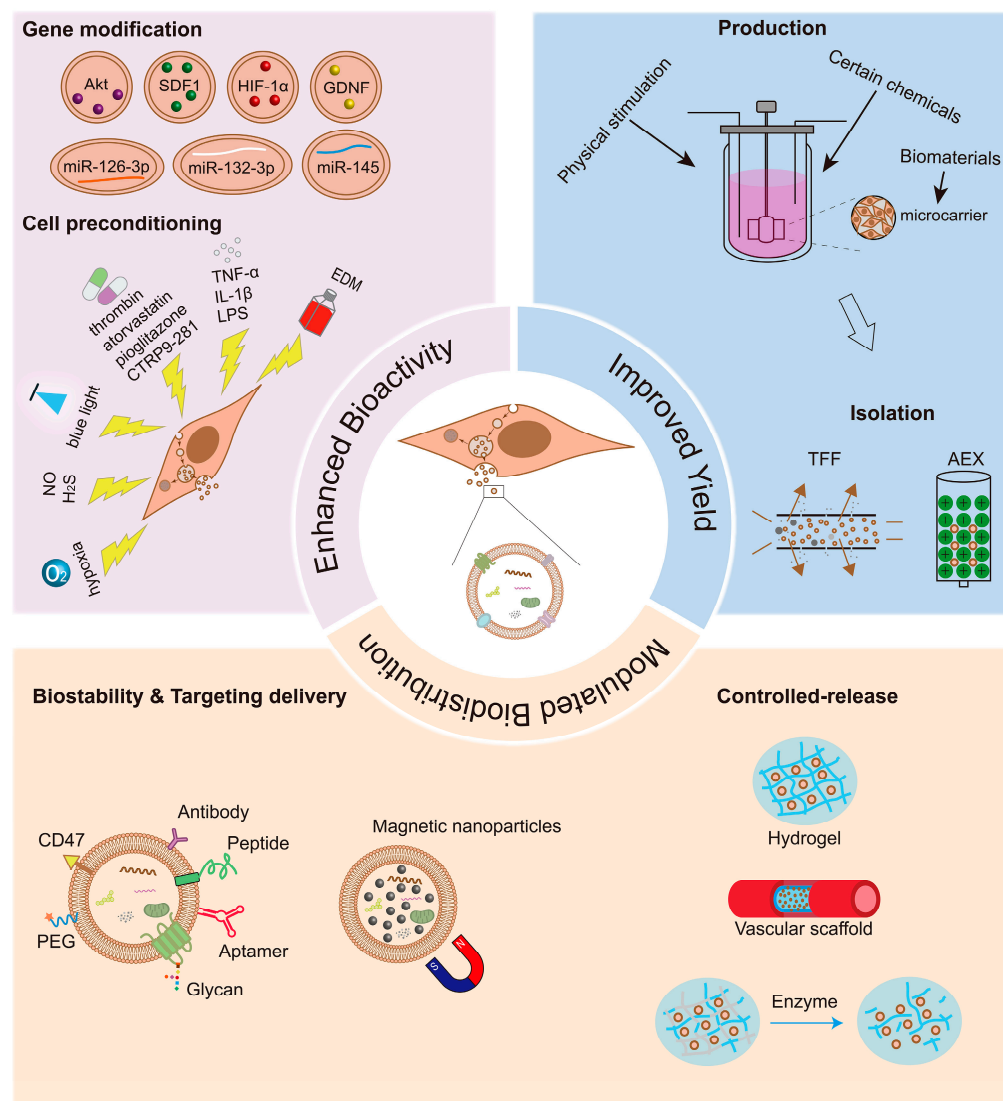 Gene modification
Akt
SDF1
HIF-1α
GDNF
miR-126-3p
miR-132-3p
miR-145
Cell preconditioning
thrombin
atorvastatin
pioglitazone
CTRP9-281
TNF-α
IL-1β
LPS
EDM
blue light
NO
H2S
O2
hypoxia
Enhanced Bioactivity
Production
Physical stimulation
Certain chemicals
Biomaterials
microcarrier
Isolation
TFF
AEX
Improved Yield
Modulated Biodistribution
Biostability & Targeting delivery
CD47
Antibody
Peptide
PEG
Aptamer
Glycan
Magnetic nanoparticles
S
N
Controlled-release
Hydrogel
Vascular scaffold
Enzyme